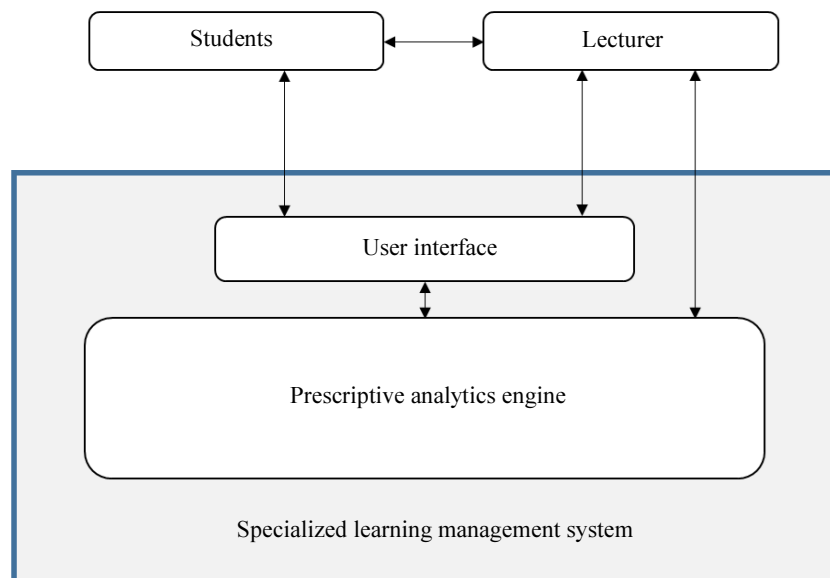 Students
Lecturer
User interface
Prescriptive analytics engine
Specialized learning management system